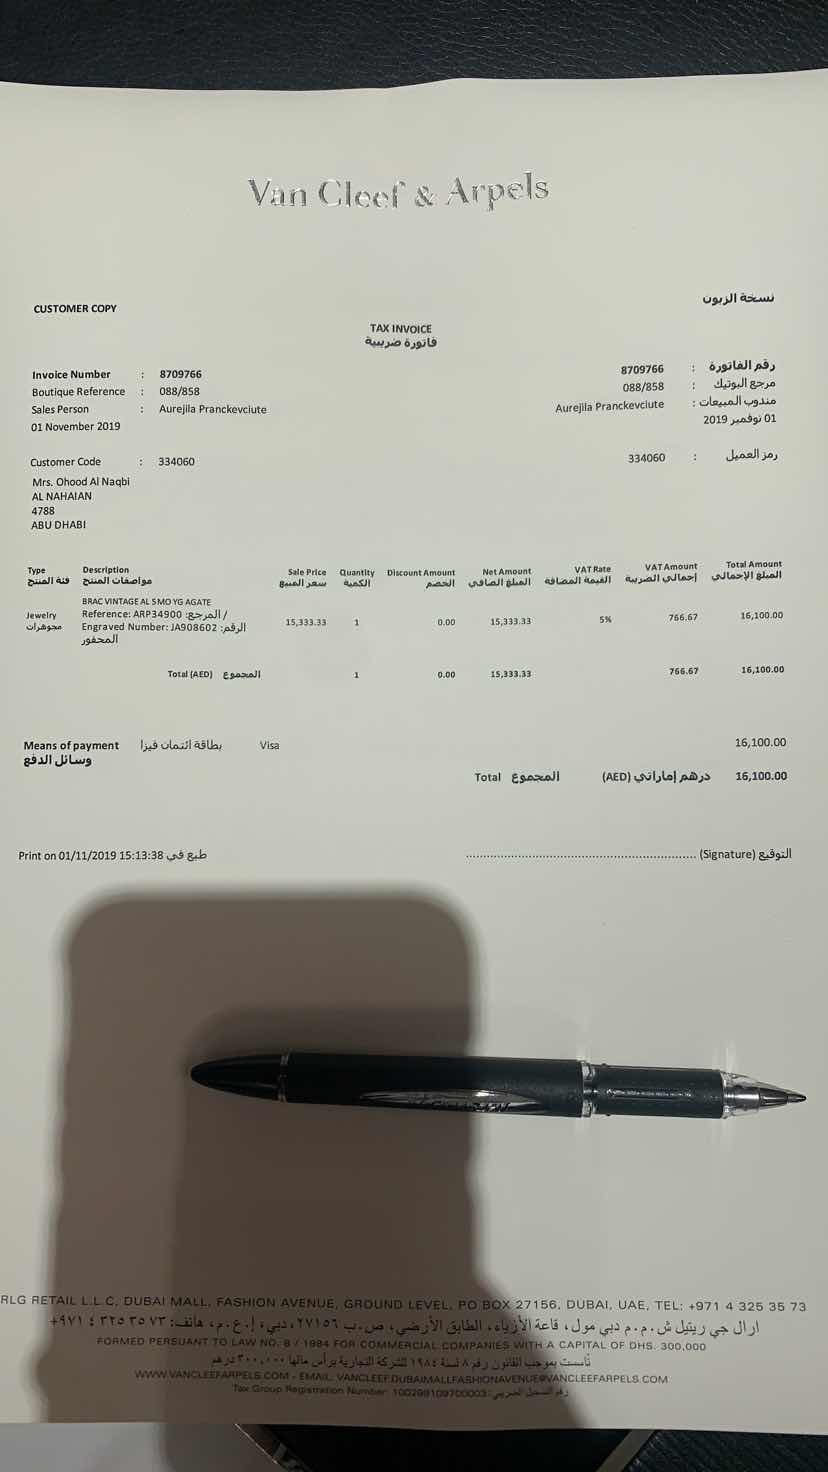 Van Cleef & Arpels
CUSTOMER COPY
نسخة الزبون
TAX INVOICE
فاتورة ضريبية
Invoice Number : 8709766
8709766 : رقم الفاتورة
Boutique Reference : 088/858
088/858 : مرجع البوتيك
Sales Person : Aurejila Pranckevciute
Aurejila Pranckevciute : مندوب المبيعات
01 November 2019
01 نوفمبر 2019
Customer Code : 334060
334060 : رمز العميل
Mrs. Ohood Al Naqbi
AL NAHAIAN
4788
ABU DHABI
Type Description Sale Price Quantity Discount Amount Net Amount VAT Rate VAT Amount Total Amount
فئة المنتج مواصفات المنتج سعر المبيع الكمية الخصم المبلغ الصافي القيمة المضافة إجمالي الضريبة المبلغ الإجمالي
BRAC VINTAGE AL 5 MO YG AGATE
Jewelry Reference: ARP34900 :المرجع / 15,333.33 1 0.00 15,333.33 5% 766.67 16,100.00
مجوهرات Engraved Number: JA908602 :الرقم
المحفور
Total (AED) المجموع 1 0.00 15,333.33 766.67 16,100.00
Means of payment بطاقة ائتمان فيزا Visa 16,100.00
وسائل الدفع
Total المجموع (AED) درهم إماراتي 16,100.00
Print on 01/11/2019 15:13:38 طبع في
(Signature) التوقيع
RLG RETAIL L.L.C, DUBAI MALL, FASHION AVENUE, GROUND LEVEL, PO BOX 27156, DUBAI, UAE, TEL: +971 4 325 35 73
ارال جي ريتيل ش.م.م دبي مول، قاعة الأزياء، الطابق الأرضي، ص.ب ٢٧١٥٦، دبي، إ.ع.م، هاتف: ٧٣ ٣٥ ٣٢٥ ٤ ٩٧١+
FORMED PERSUANT TO LAW NO. 8 / 1984 FOR COMMERCIAL COMPANIES WITH A CAPITAL OF DHS. 300,000
تأسست بموجب القانون رقم ٨ لسنة ١٩٨٤ للشركة التجارية برأس مالها ٣٠٠،٠٠٠ درهم
WWW.VANCLEEFARPELS.COM - EMAIL: VANCLEEF.DUBAIMALLFASHIONAVENUE@VANCLEEFARPELS.COM
Tax Group Registration Number: 100299109700003 :رقم السجل الضريبي